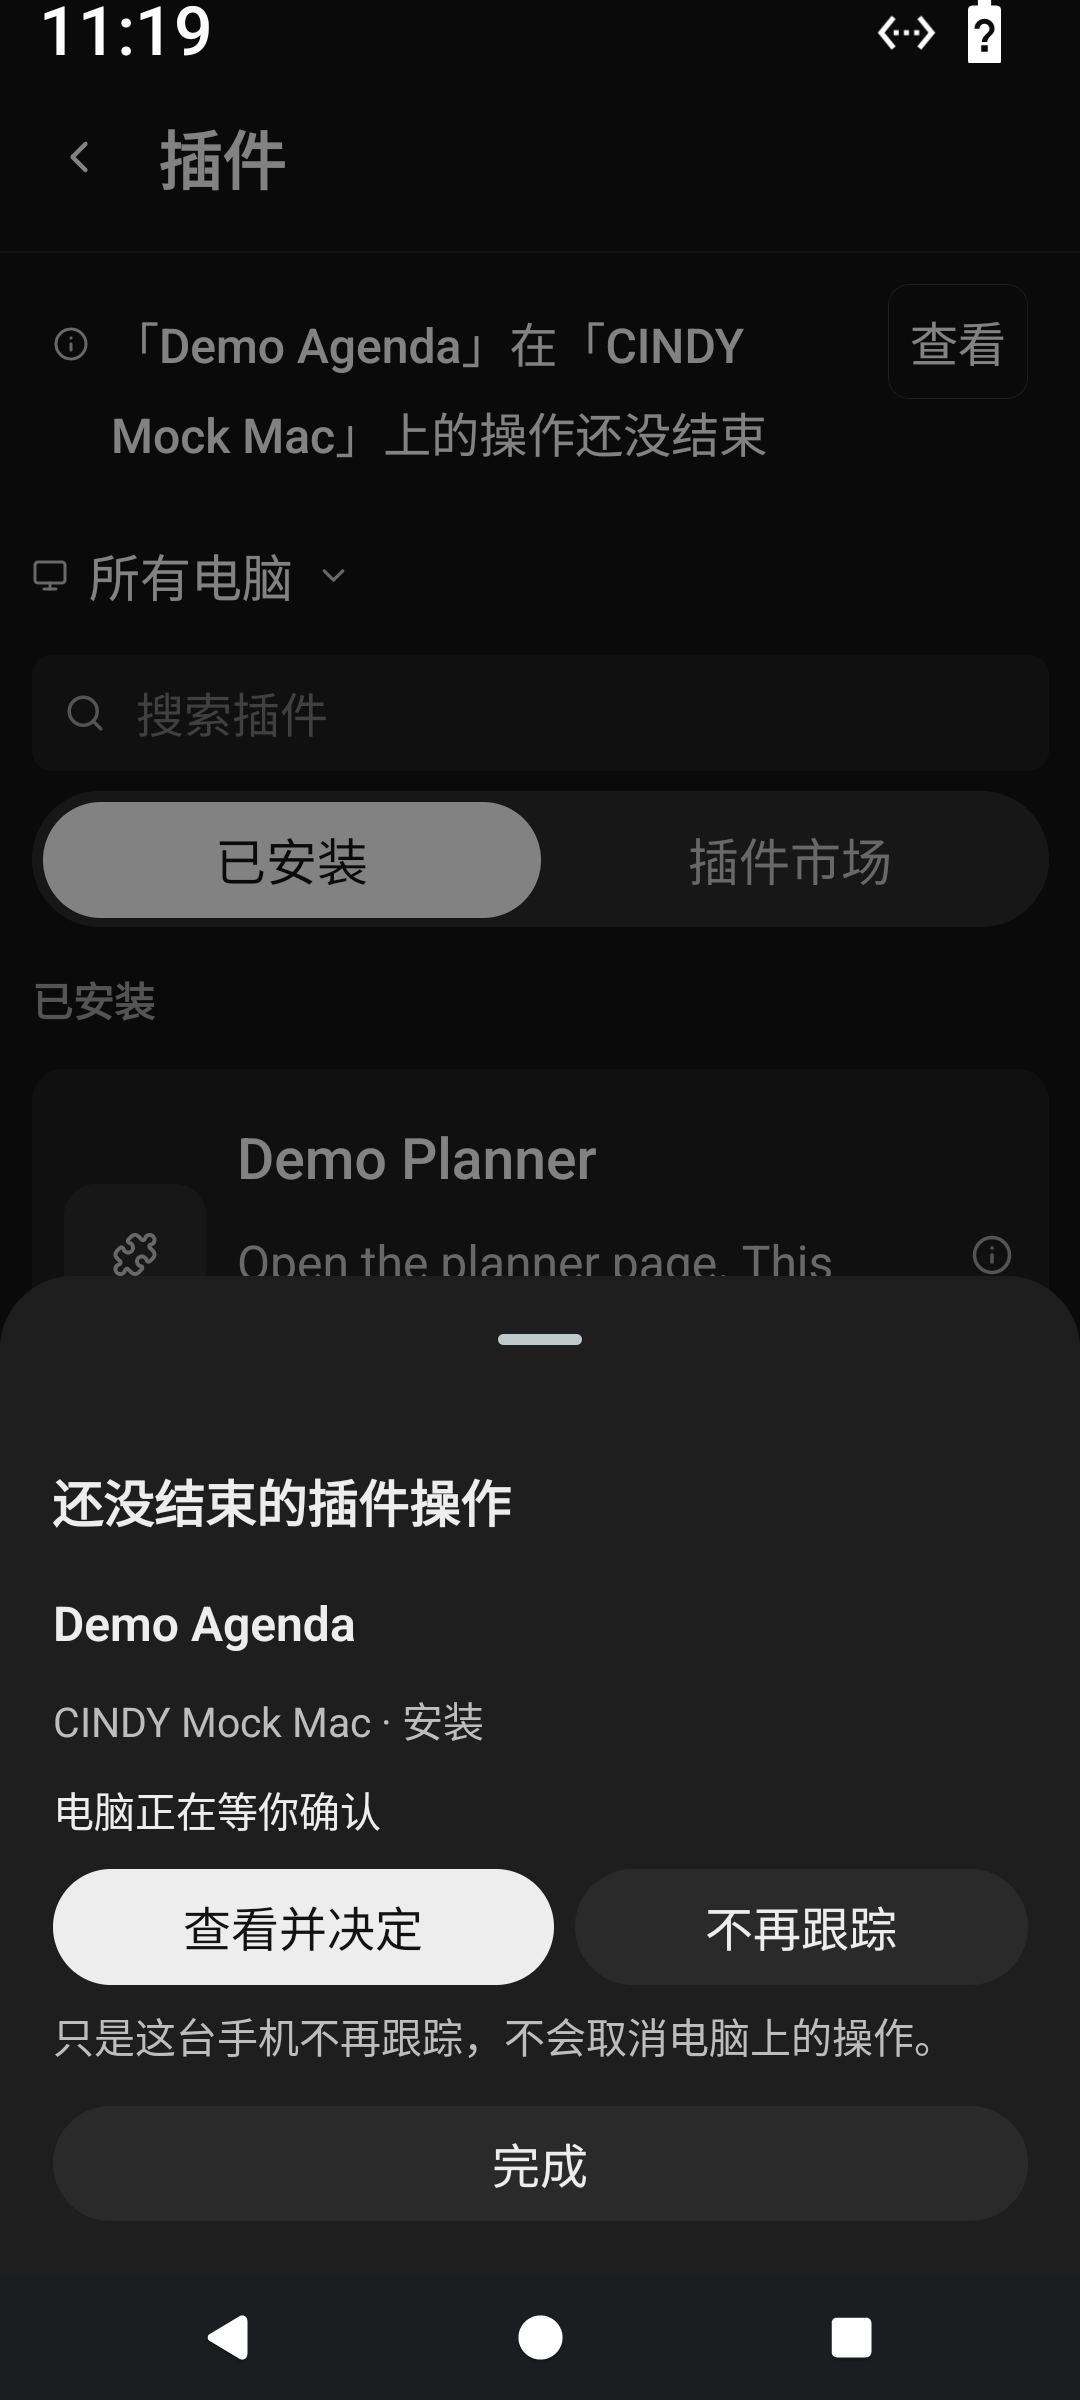 11:19
插件
「Demo Agenda」在「CINDY
Mock Mac」上的操作还没结束
查看
所有电脑
搜索插件
已安装
插件市场
已安装
Demo Planner
Open the planner page. This
还没结束的插件操作
Demo Agenda
CINDY Mock Mac · 安装
电脑正在等你确认
查看并决定
不再跟踪
只是这台手机不再跟踪，不会取消电脑上的操作。
完成